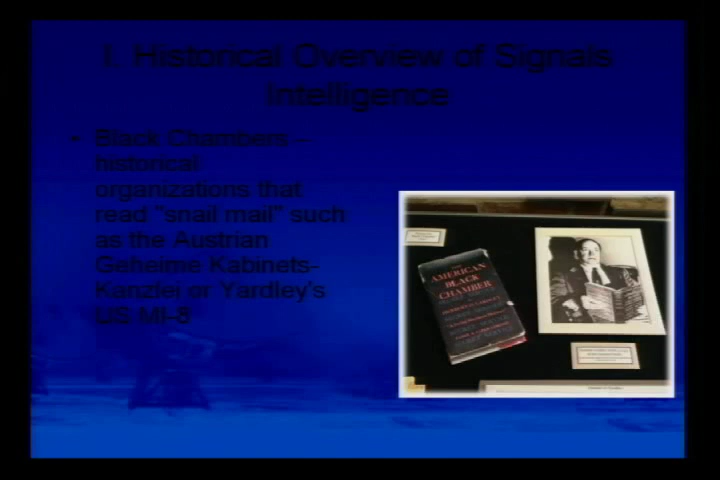 I. Historical Overview of Signals
Intelligence
• Black Chambers –
historical
organizations that
read "snail mail" such
as the Austrian
Geheime Kabinets-
Kanzlei or Yardley's
US MI-8
THE
AMERICAN
BLACK
CHAMBER